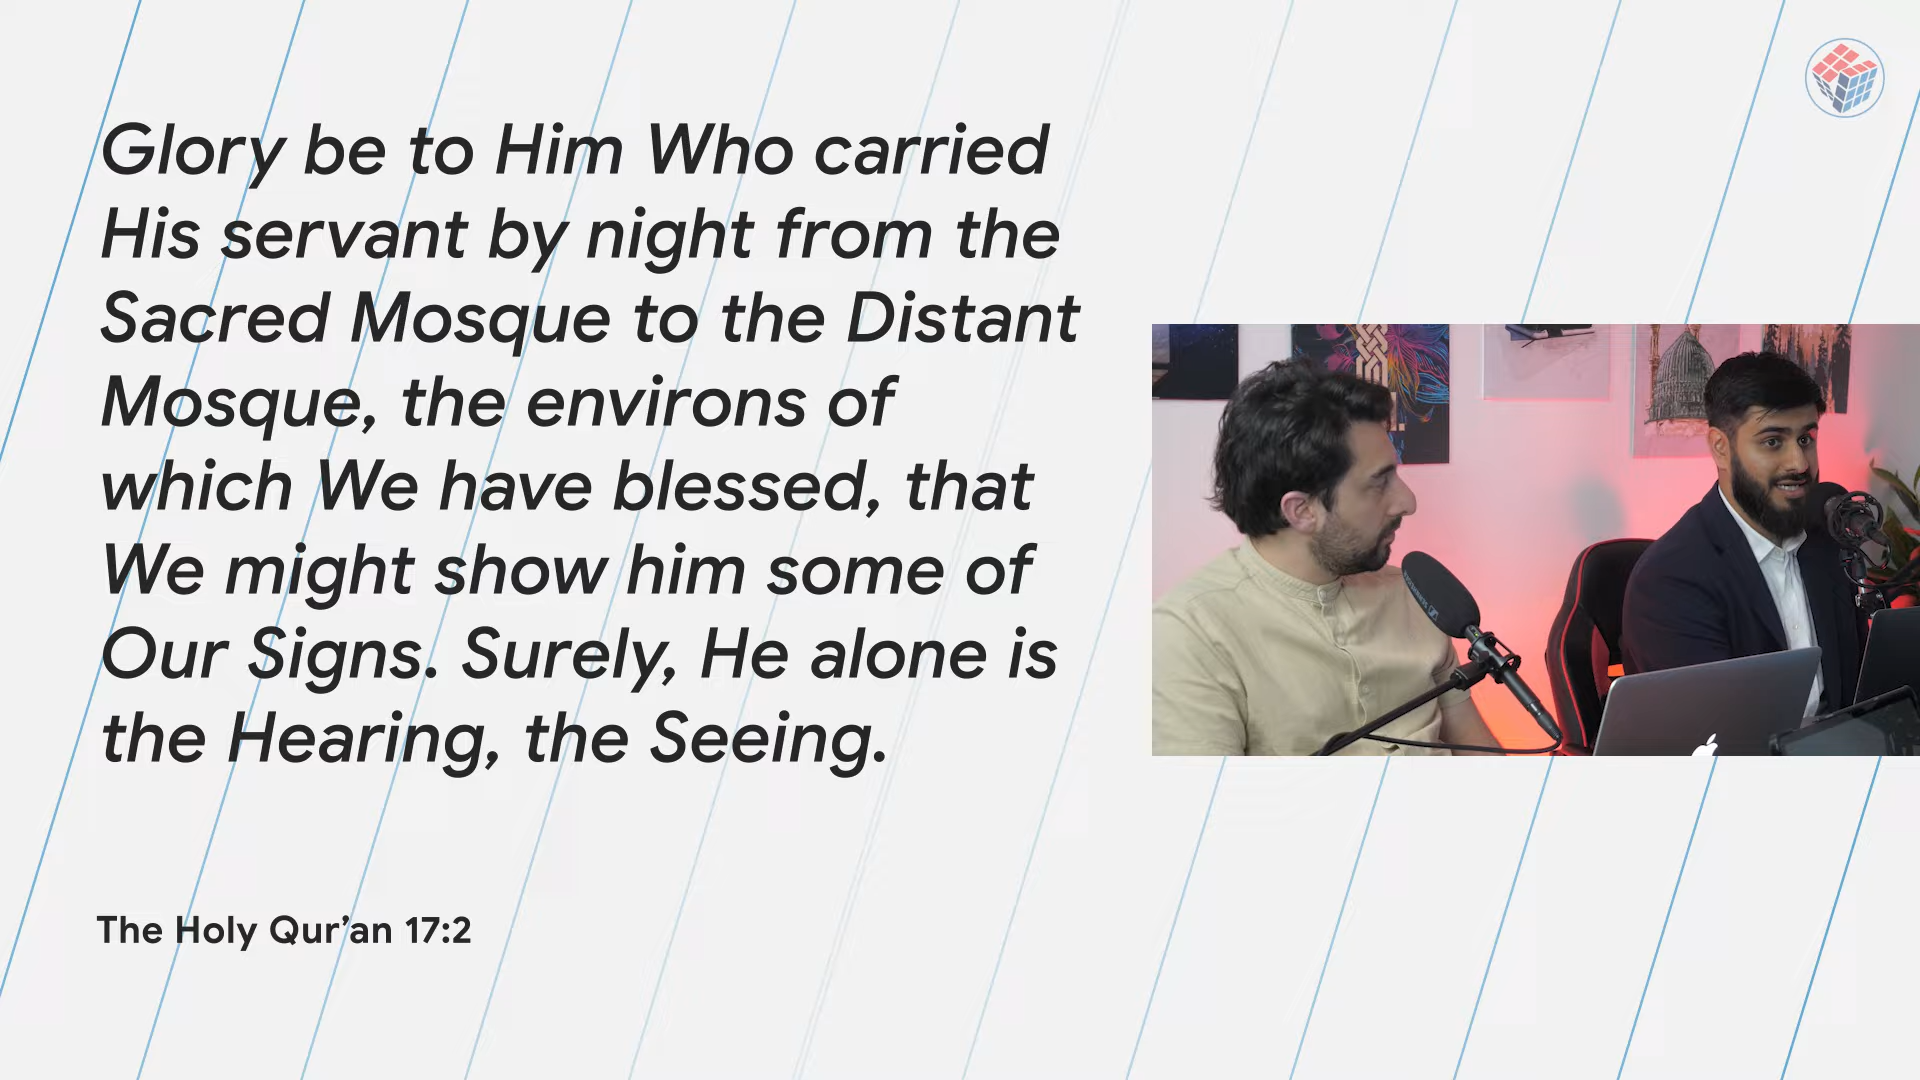 Glory be to Him Who carried
His servant by night from the
Sacred Mosque to the Distant
Mosque, the environs of
which We have blessed, that
We might show him some of
Our Signs. Surely, He alone is
the Hearing, the Seeing.
The Holy Qur’an 17:2